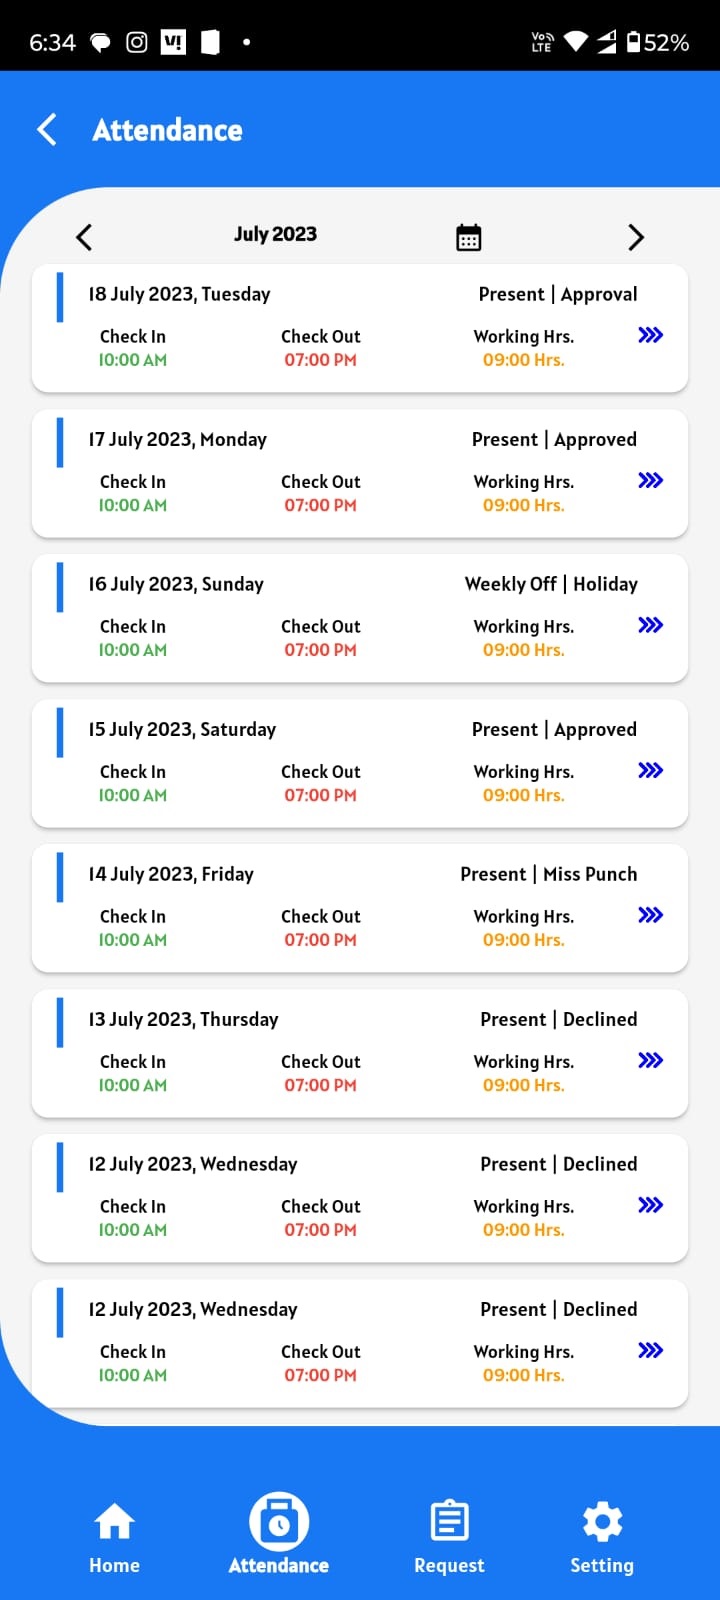 6:34 VoLTE 52%
Attendance
July 2023
18 July 2023, Tuesday Present | Approval
Check In Check Out Working Hrs.
10:00 AM 07:00 PM 09:00 Hrs.
17 July 2023, Monday Present | Approved
Check In Check Out Working Hrs.
10:00 AM 07:00 PM 09:00 Hrs.
16 July 2023, Sunday Weekly Off | Holiday
Check In Check Out Working Hrs.
10:00 AM 07:00 PM 09:00 Hrs.
15 July 2023, Saturday Present | Approved
Check In Check Out Working Hrs.
10:00 AM 07:00 PM 09:00 Hrs.
14 July 2023, Friday Present | Miss Punch
Check In Check Out Working Hrs.
10:00 AM 07:00 PM 09:00 Hrs.
13 July 2023, Thursday Present | Declined
Check In Check Out Working Hrs.
10:00 AM 07:00 PM 09:00 Hrs.
12 July 2023, Wednesday Present | Declined
Check In Check Out Working Hrs.
10:00 AM 07:00 PM 09:00 Hrs.
12 July 2023, Wednesday Present | Declined
Check In Check Out Working Hrs.
10:00 AM 07:00 PM 09:00 Hrs.
Home Attendance Request Setting